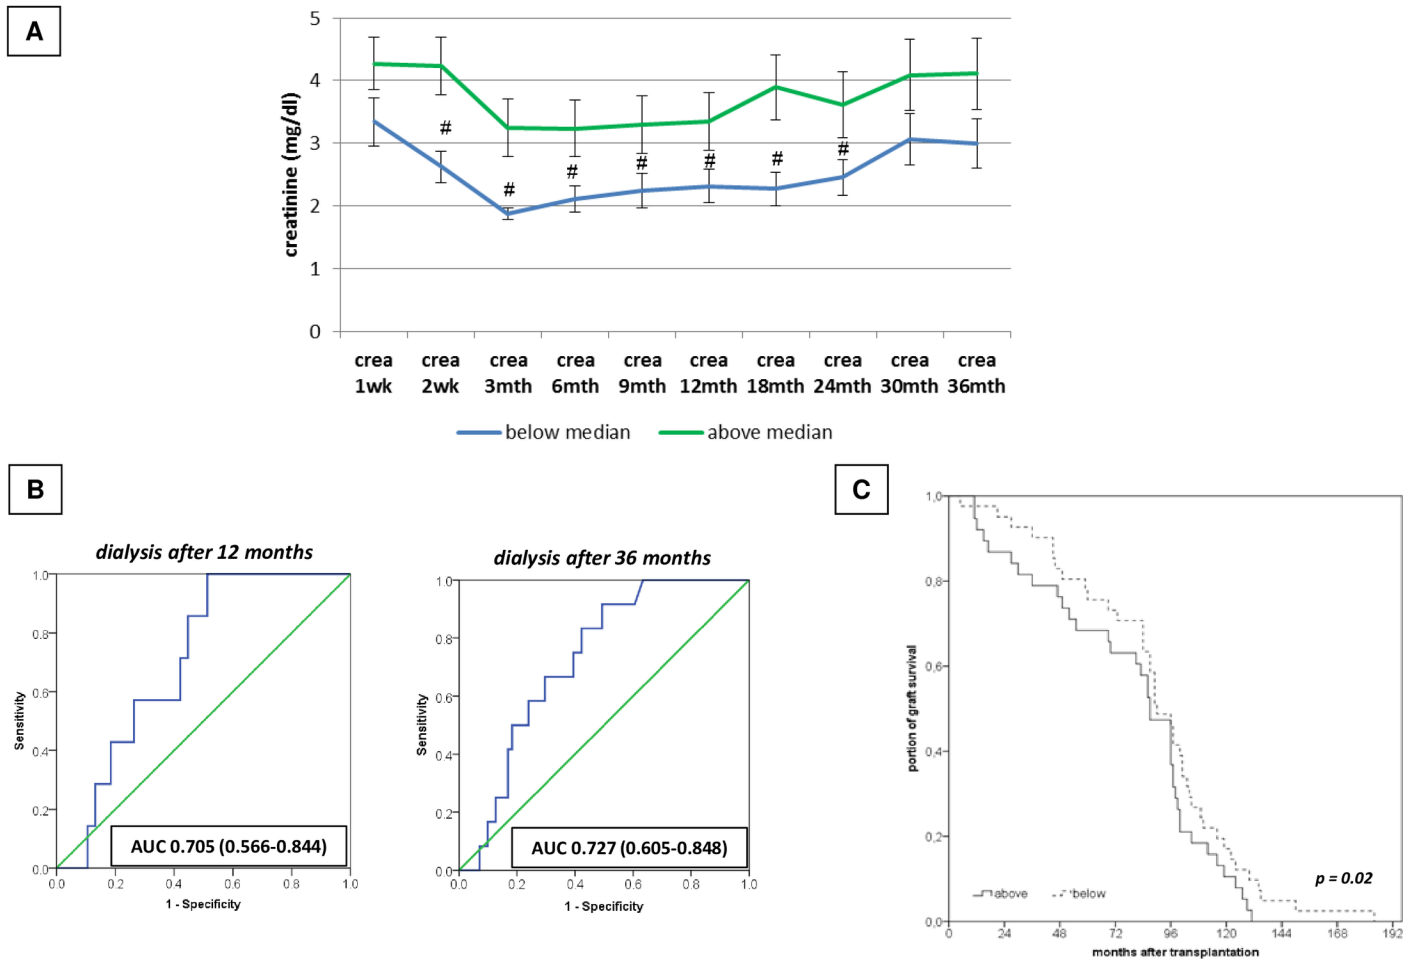 A
creatinine (mg/dl)
5
4
3
2
1
0
#
#
#
#
#
#
#
crea 1wk
crea 2wk
crea 3mth
crea 6mth
crea 9mth
crea 12mth
crea 18mth
crea 24mth
crea 30mth
crea 36mth
below median
above median
B
dialysis after 12 months
Sensitivity
1.0
0.8
0.6
0.4
0.2
0.0
AUC 0.705 (0.566-0.844)
0.0 0.2 0.4 0.6 0.8 1.0
1 - Specificity
dialysis after 36 months
Sensitivity
1.0
0.8
0.6
0.4
0.2
0.0
AUC 0.727 (0.605-0.848)
0.0 0.2 0.4 0.6 0.8 1.0
1 - Specificity
C
portion of graft survival
1,0
0,8
0,6
0,4
0,2
0,0
p = 0.02
above below
0 24 48 72 96 120 144 168 192
months after transplantation